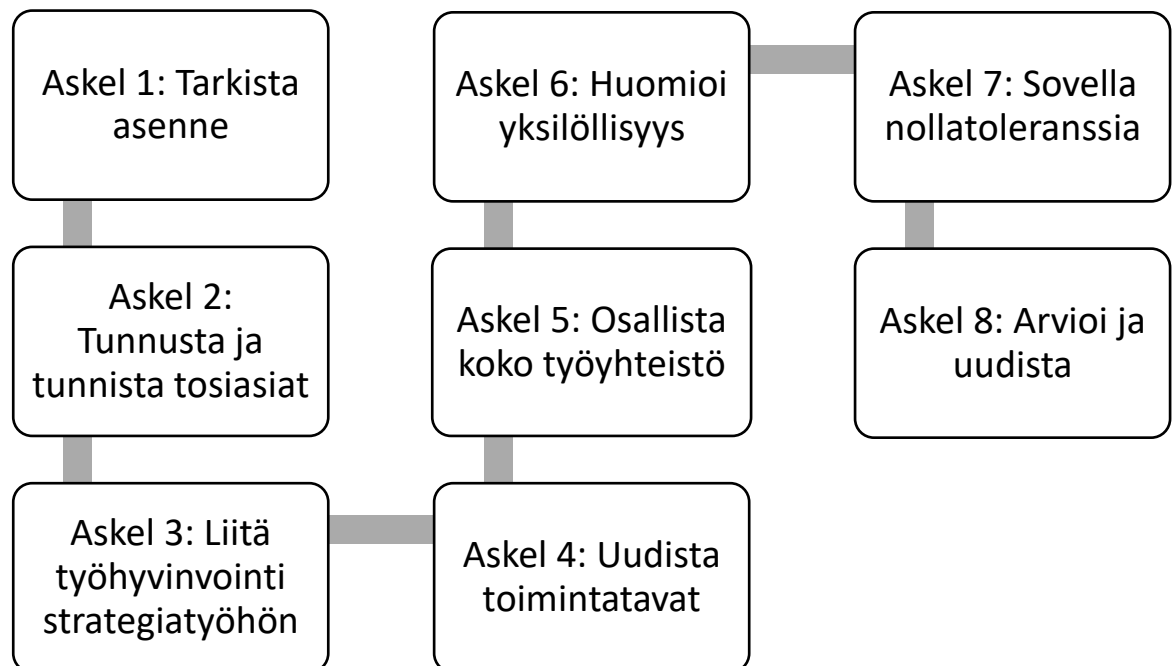 Askel 1: Tarkista
asenne
Askel 2:
Tunnusta ja
tunnista tosiasiat
Askel 3: Liitä
työhyvinvointi
strategiatyöhön
Askel 4: Uudista
toimintatavat
Askel 5: Osallista
koko työyhteistö
Askel 6: Huomioi
yksilöllisyys
Askel 7: Sovella
nollatoleranssia
Askel 8: Arvioi ja
uudista